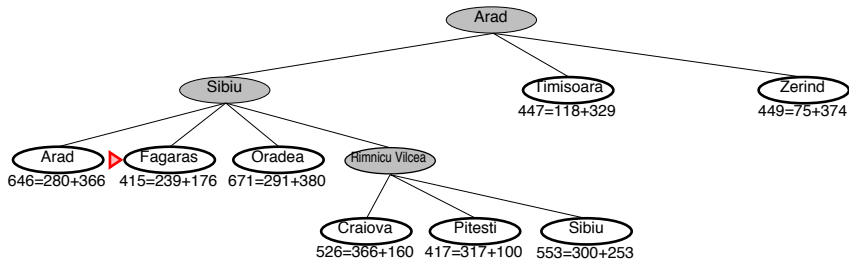 Arad
Sibiu
Timisoara
Zerind
447=118+329
449=75+374
Arad
Fagaras
Oradea
Rimnicu Vilcea
646=280+366
415=239+176
671=291+380
Craiova
Pitesti
Sibiu
526=366+160
417=317+100
553=300+253